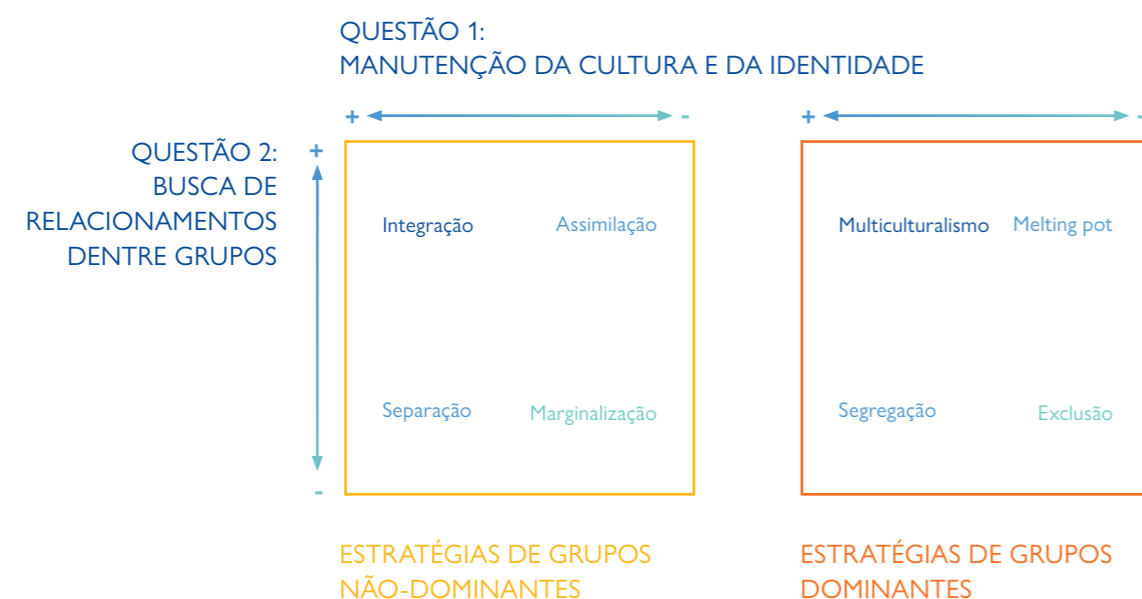 QUESTÃO 1:
MANUTENÇÃO DA CULTURA E DA IDENTIDADE
+ - + -
QUESTÃO 2:
BUSCA DE
RELACIONAMENTOS
DENTRE GRUPOS
+
Integração Assimilação
Separação Marginalização
-
Multiculturalismo Melting pot
Segregação Exclusão
ESTRATÉGIAS DE GRUPOS
NÃO-DOMINANTES
ESTRATÉGIAS DE GRUPOS
DOMINANTES